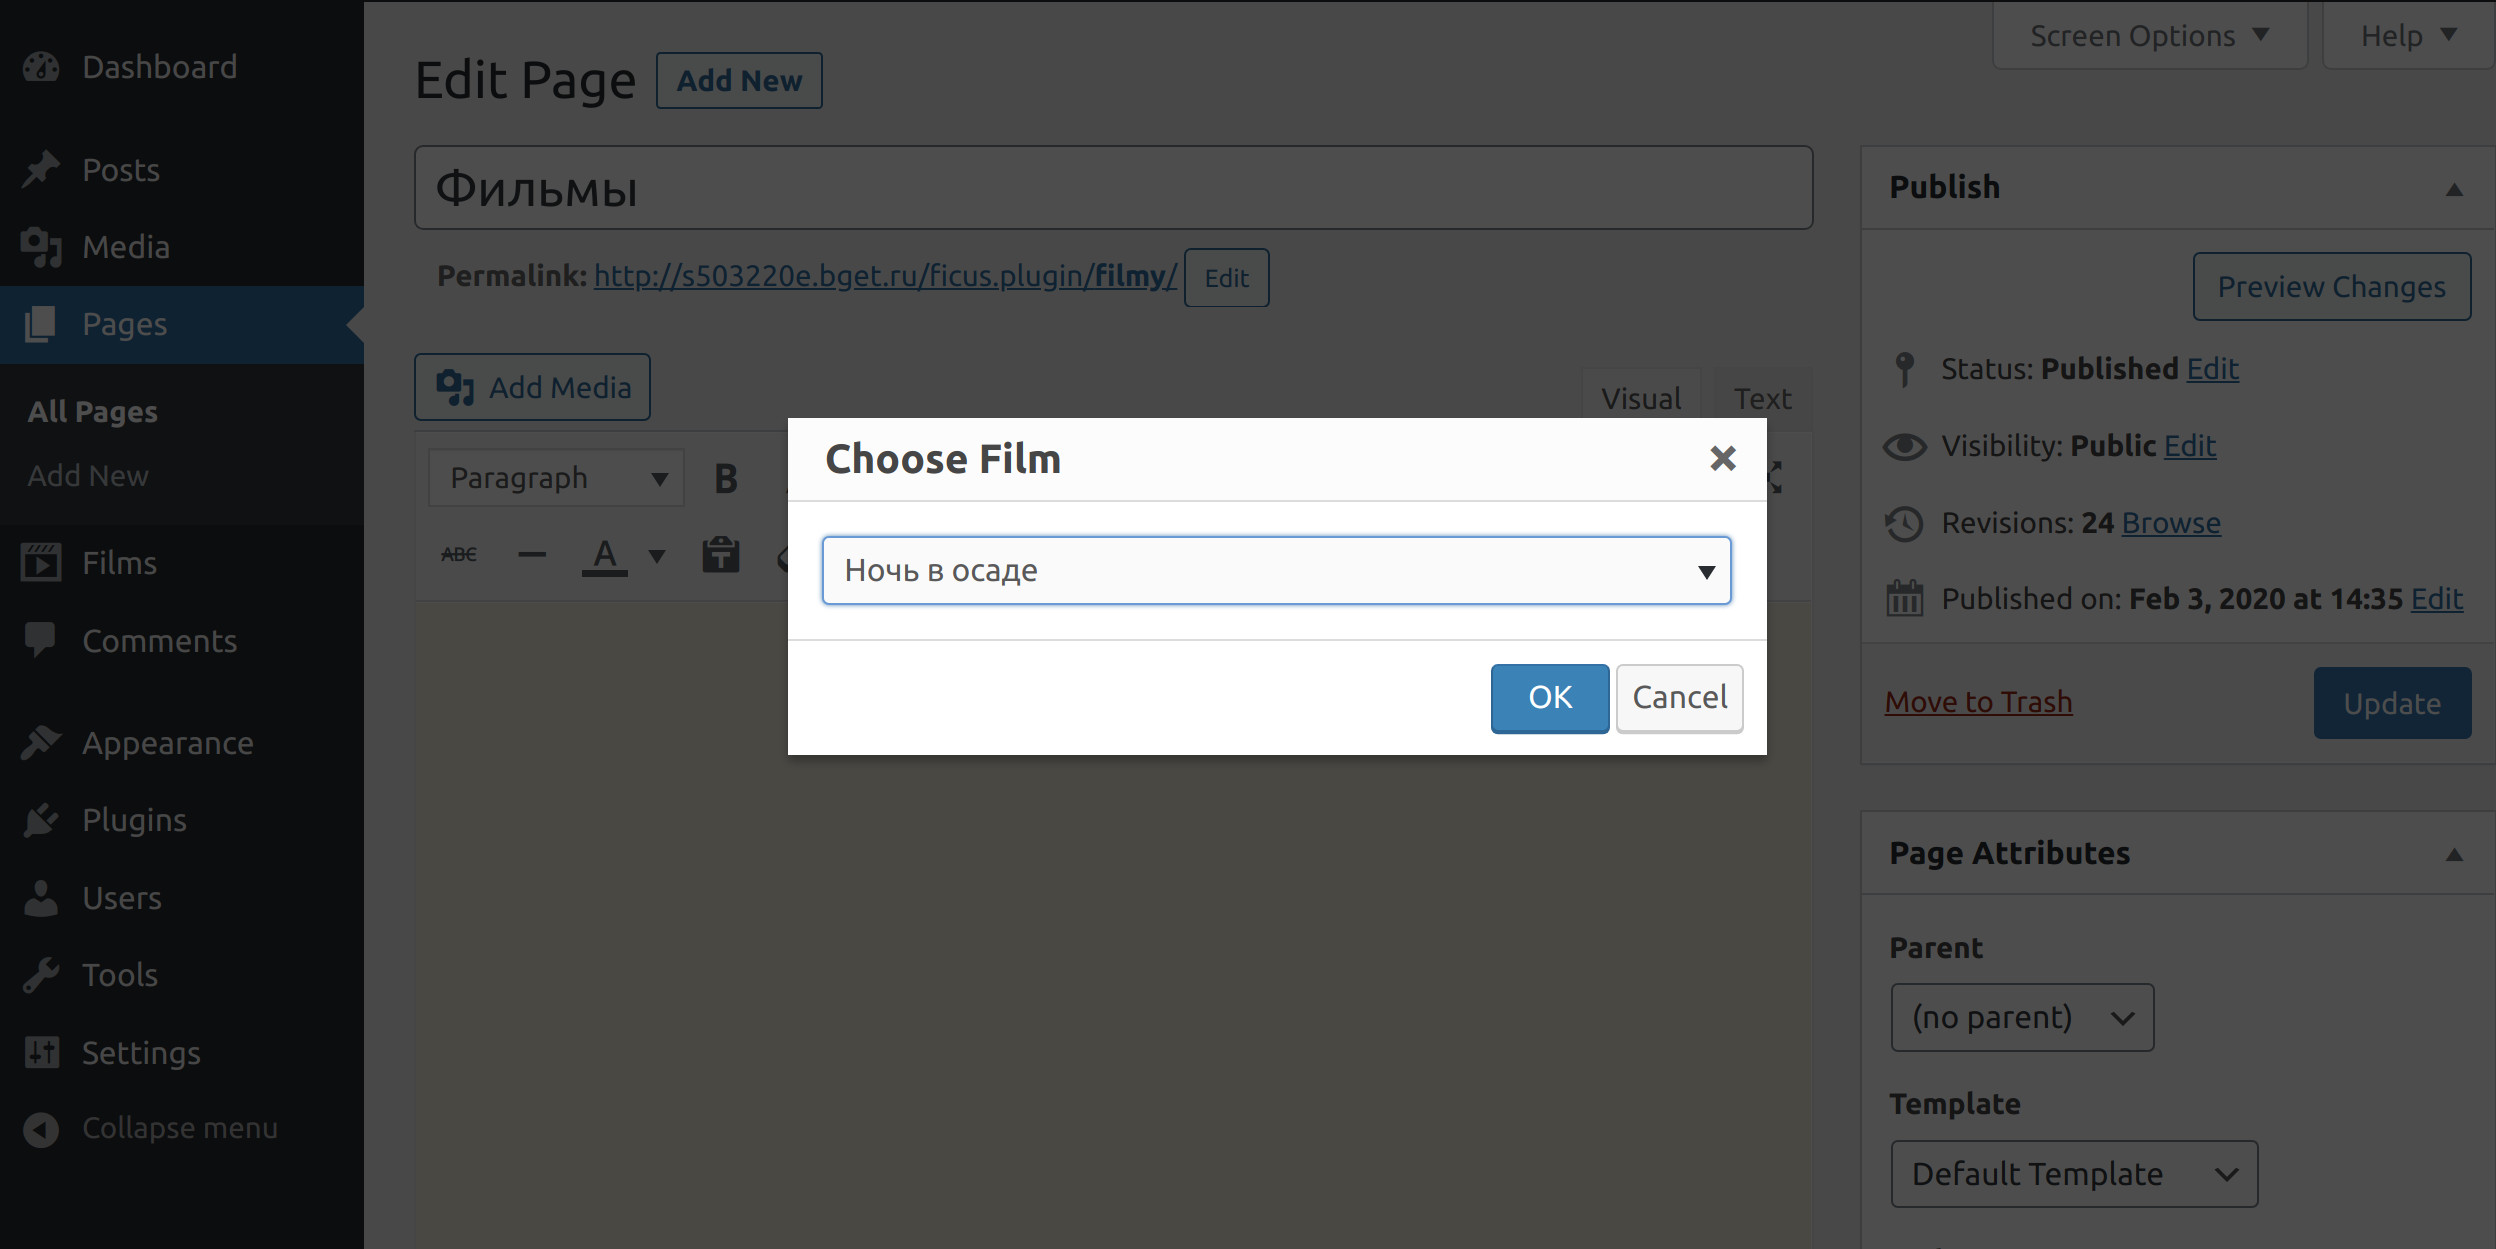 Dashboard
Posts
Media
Pages
All Pages
Add New
Films
Comments
Appearance
Plugins
Users
Tools
Settings
Collapse menu
Screen Options
Help
Edit Page
Add New
Фильмы
Permalink: http://s503220e.bget.ru/ficus.plugin/filmy/ Edit
Add Media
Visual
Text
Paragraph
B
ABC
A
T
Choose Film
Ночь в осаде
OK
Cancel
Publish
Preview Changes
Status: Published Edit
Visibility: Public Edit
Revisions: 24 Browse
Published on: Feb 3, 2020 at 14:35 Edit
Move to Trash
Update
Page Attributes
Parent
(no parent)
Template
Default Template